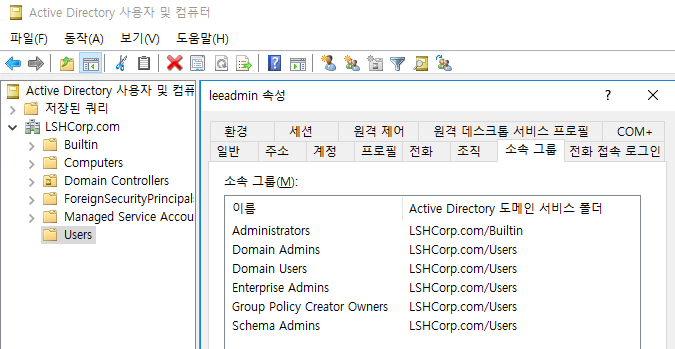 Active Directory 사용자 및 컴퓨터
파일(F) 동작(A) 보기(V) 도움말(H)
Active Directory 사용자 및 컴퓨
저장된 쿼리
LSHCorp.com
Builtin
Computers
Domain Controllers
ForeignSecurityPrincipals
Managed Service Accou
Users
leeadmin 속성
환경 세션 원격 제어 원격 데스크톱 서비스 프로필 COM+
일반 주소 계정 프로필 전화 조직 소속 그룹 전화 접속 로그인
소속 그룹(M):
이름 Active Directory 도메인 서비스 폴더
Administrators LSHCorp.com/Builtin
Domain Admins LSHCorp.com/Users
Domain Users LSHCorp.com/Users
Enterprise Admins LSHCorp.com/Users
Group Policy Creator Owners LSHCorp.com/Users
Schema Admins LSHCorp.com/Users